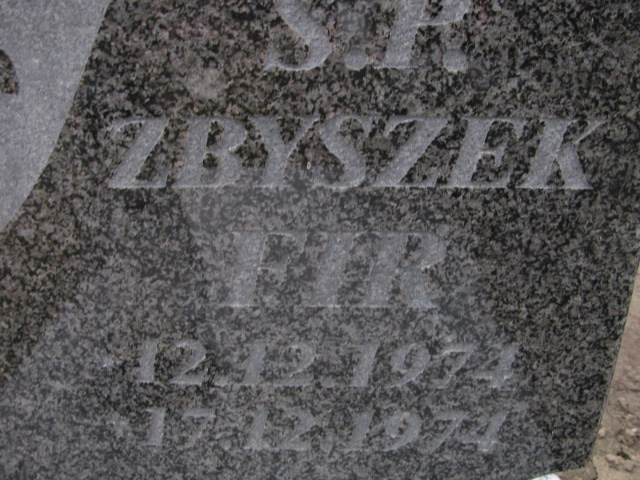 Ś.P.
ZBYSZEK
FIR
* 12.12.1974
+ 17.12.1974